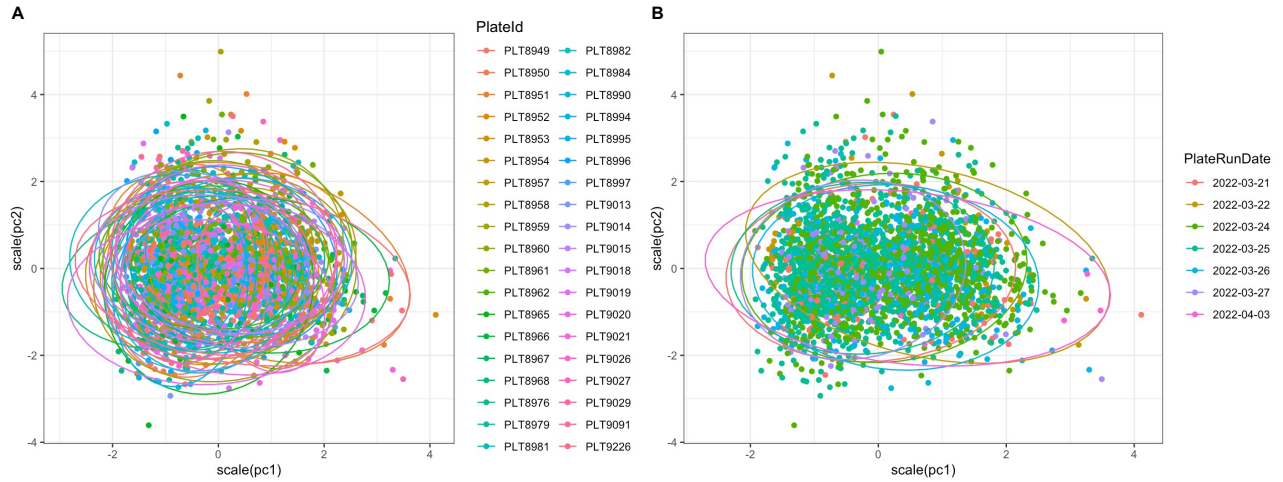 A
scale(pc2)
4
2
0
-2
-4
-2
0
2
4
scale(pc1)
PlateId
PLT8949
PLT8950
PLT8951
PLT8952
PLT8953
PLT8954
PLT8957
PLT8958
PLT8959
PLT8960
PLT8961
PLT8962
PLT8965
PLT8966
PLT8967
PLT8968
PLT8976
PLT8979
PLT8981
PLT8982
PLT8984
PLT8990
PLT8994
PLT8995
PLT8996
PLT8997
PLT9013
PLT9014
PLT9015
PLT9018
PLT9019
PLT9020
PLT9021
PLT9026
PLT9027
PLT9029
PLT9091
PLT9226
B
scale(pc2)
4
2
0
-2
-4
-2
0
2
4
scale(pc1)
PlateRunDate
2022-03-21
2022-03-22
2022-03-24
2022-03-25
2022-03-26
2022-03-27
2022-04-03